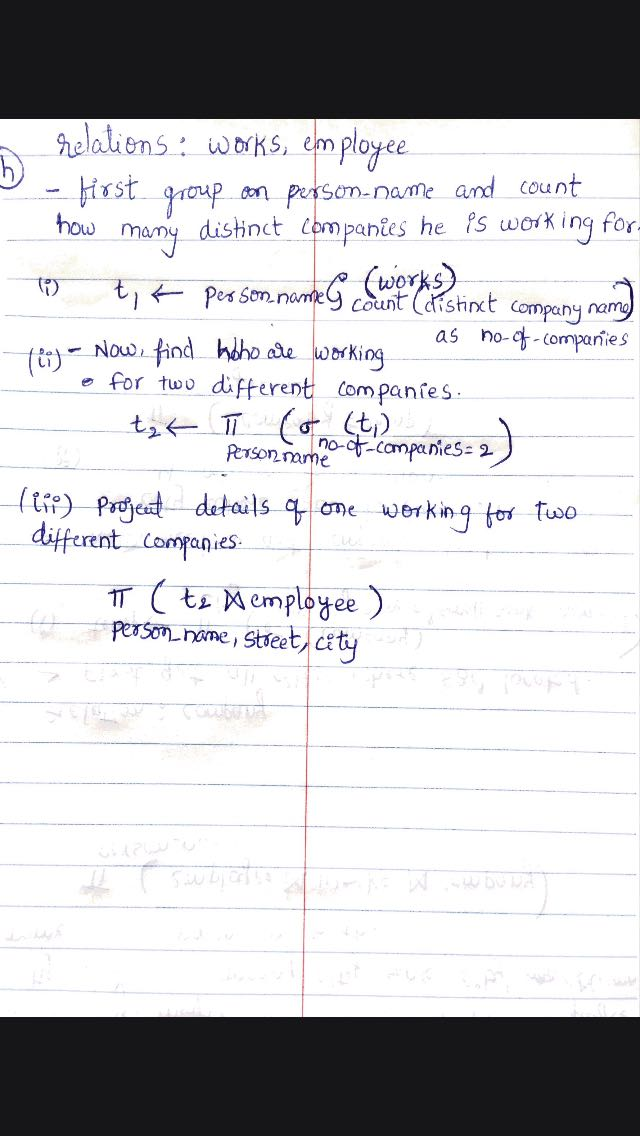 relations: works, employee
(h)
- first group on person-name and count
how many distinct companies he is working for.
(i) t₁ ← person_name G count (distinct company name) (works)
as no-of-companies
(ii) - Now, find who are working
for two different companies.
t₂ ← π (σ (t₁)
person_name no-of-companies = 2 )
(iii) Project details of one working for two
different companies.
π ( t₂ ⋈ employee )
person_name, street, city